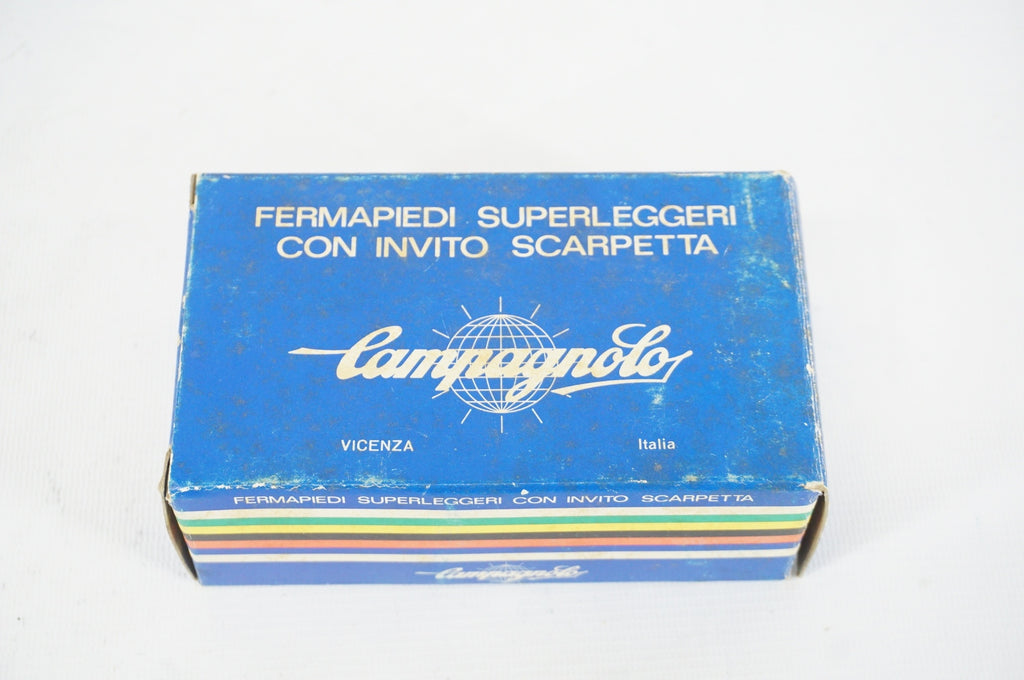 FERMAPIEDI SUPERLEGGERI
CON INVITO SCARPETTA
Campagnolo
VICENZA Italia
FERMAPIEDI SUPERLEGGERI CON INVITO SCARPETTA
Campagnolo